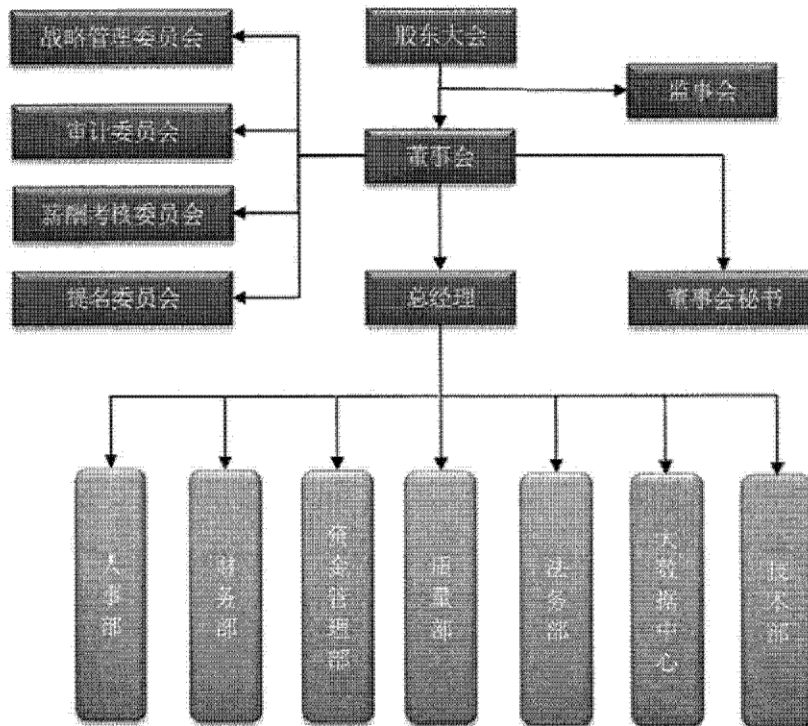 战略管理委员会
股东大会
监事会
审计委员会
董事会
薪酬考核委员会
提名委员会
总经理
董事会秘书
人事部
财务部
资金管理部
质量部
法务部
大数据中心
技术部